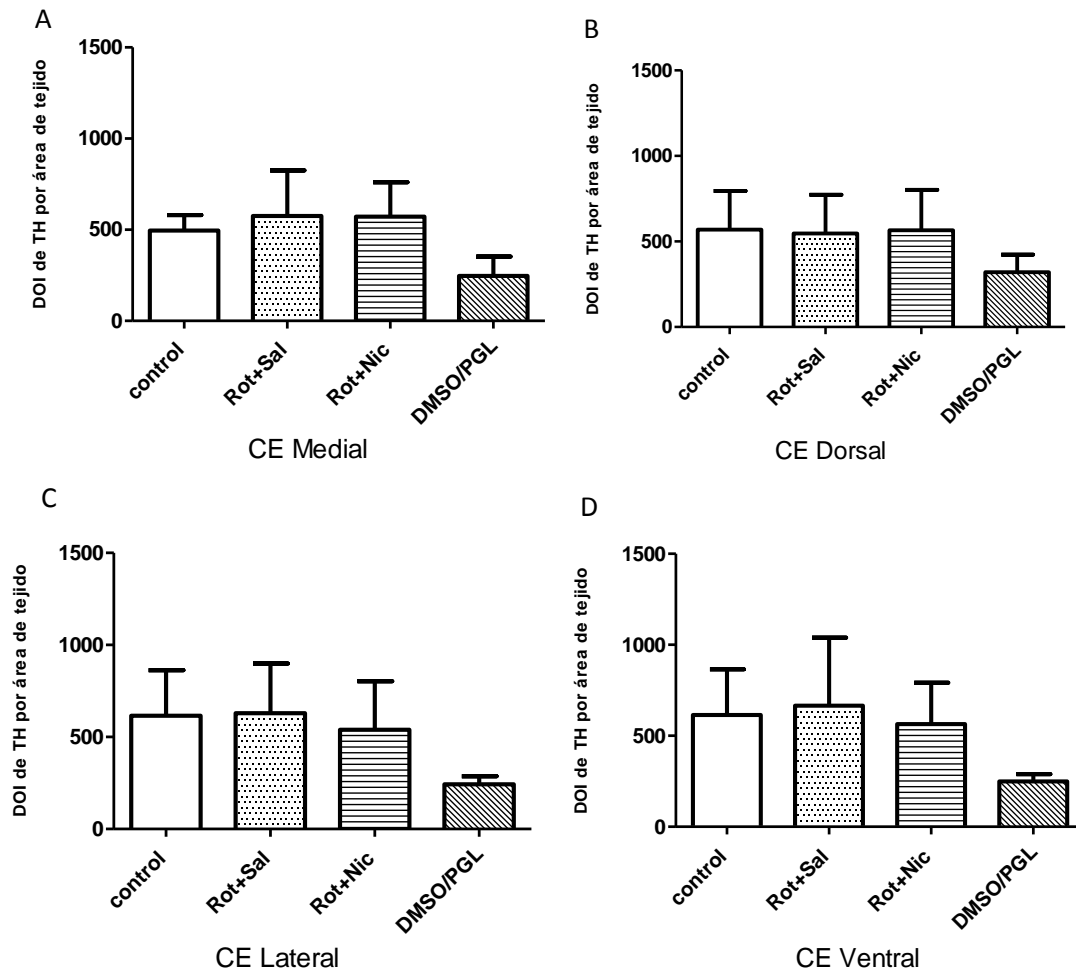 A
DOI de TH por área de tejido
1500
1000
500
0
control
Rot+Sal
Rot+Nic
DMSO/PGL
CE Medial
B
DOI de TH por área de tejido
1500
1000
500
0
control
Rot+Sal
Rot+Nic
DMSO/PGL
CE Dorsal
C
DOI de TH por área de tejido
1500
1000
500
0
control
Rot+Sal
Rot+Nic
DMSO/PGL
CE Lateral
D
DOI de TH por área de tejido
1500
1000
500
0
control
Rot+Sal
Rot+Nic
DMSO/PGL
CE Ventral